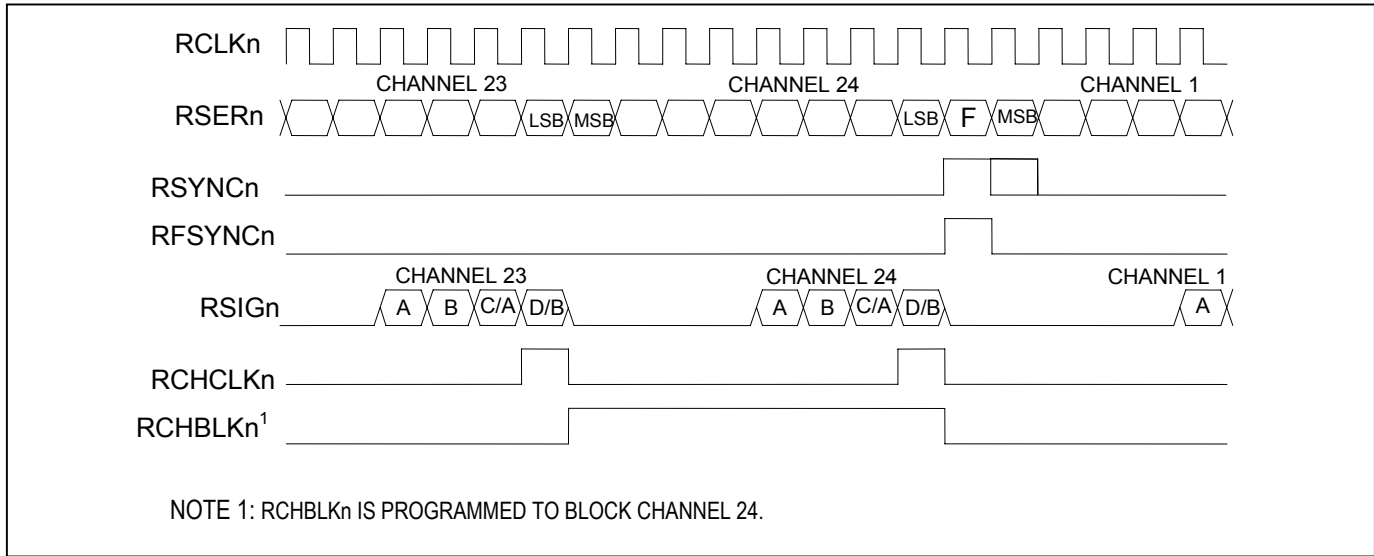 RCLKn
CHANNEL 23 CHANNEL 24 CHANNEL 1
RSERn LSB MSB LSB F MSB
RSYNCn
RFSYNCn
CHANNEL 23 CHANNEL 24 CHANNEL 1
RSIGn A B C/A D/B A B C/A D/B A
RCHCLKn
RCHBLKn¹
NOTE 1: RCHBLKn IS PROGRAMMED TO BLOCK CHANNEL 24.